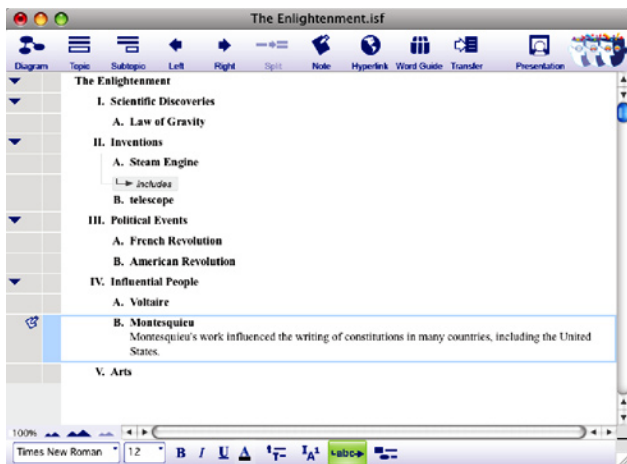 The Enlightenment.isf
Diagram Topic Subtopic Left Right Split Note Hyperlink Word Guide Transfer Presentation
The Enlightenment
I. Scientific Discoveries
A. Law of Gravity
II. Inventions
A. Steam Engine
includes
B. telescope
III. Political Events
A. French Revolution
B. American Revolution
IV. Influential People
A. Voltaire
B. Montesquieu
Montesquieu's work influenced the writing of constitutions in many countries, including the United
States.
V. Arts
100%
Times New Roman 12 B I U A 1T IA1 abc